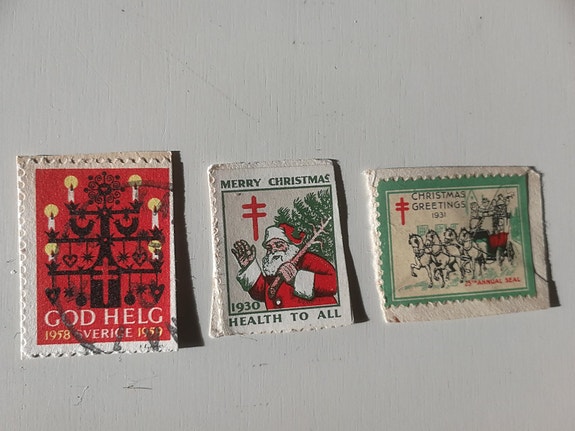 GOD HELG
1958 SVERIGE 1959
MERRY CHRISTMAS
1930
HEALTH TO ALL
CHRISTMAS
GREETINGS
1931
25TH ANNUAL SEAL